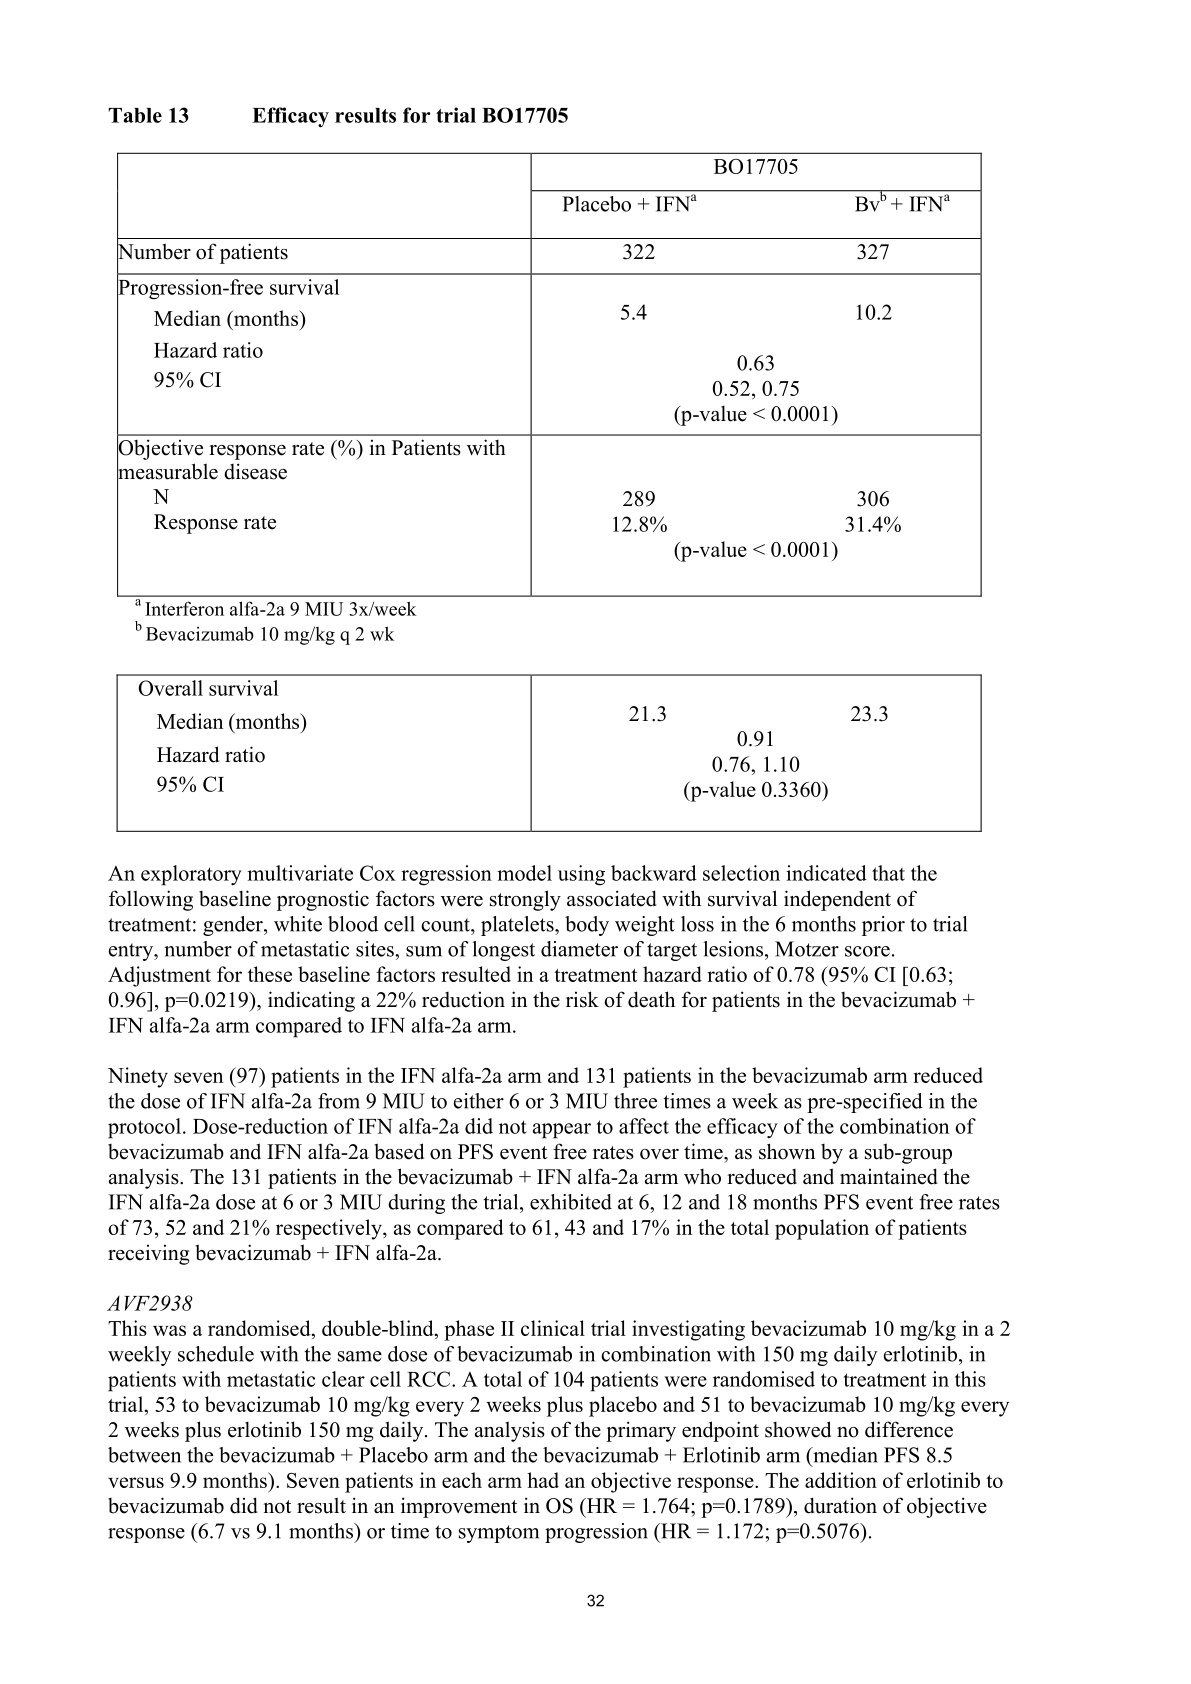 Table 13 Efficacy results for trial BO17705
BO17705
Placebo + IFNa Bvb + IFNa
Number of patients 322 327
Progression-free survival
Median (months) 5.4 10.2
Hazard ratio 0.63
95% CI 0.52, 0.75
(p-value < 0.0001)
Objective response rate (%) in Patients with
measurable disease
N 289 306
Response rate 12.8% 31.4%
(p-value < 0.0001)
a Interferon alfa-2a 9 MIU 3x/week
b Bevacizumab 10 mg/kg q 2 wk
Overall survival
Median (months) 21.3 23.3
Hazard ratio 0.91
95% CI 0.76, 1.10
(p-value 0.3360)
An exploratory multivariate Cox regression model using backward selection indicated that the
following baseline prognostic factors were strongly associated with survival independent of
treatment: gender, white blood cell count, platelets, body weight loss in the 6 months prior to trial
entry, number of metastatic sites, sum of longest diameter of target lesions, Motzer score.
Adjustment for these baseline factors resulted in a treatment hazard ratio of 0.78 (95% CI [0.63;
0.96], p=0.0219), indicating a 22% reduction in the risk of death for patients in the bevacizumab +
IFN alfa-2a arm compared to IFN alfa-2a arm.
Ninety seven (97) patients in the IFN alfa-2a arm and 131 patients in the bevacizumab arm reduced
the dose of IFN alfa-2a from 9 MIU to either 6 or 3 MIU three times a week as pre-specified in the
protocol. Dose-reduction of IFN alfa-2a did not appear to affect the efficacy of the combination of
bevacizumab and IFN alfa-2a based on PFS event free rates over time, as shown by a sub-group
analysis. The 131 patients in the bevacizumab + IFN alfa-2a arm who reduced and maintained the
IFN alfa-2a dose at 6 or 3 MIU during the trial, exhibited at 6, 12 and 18 months PFS event free rates
of 73, 52 and 21% respectively, as compared to 61, 43 and 17% in the total population of patients
receiving bevacizumab + IFN alfa-2a.
AVF2938
This was a randomised, double-blind, phase II clinical trial investigating bevacizumab 10 mg/kg in a 2
weekly schedule with the same dose of bevacizumab in combination with 150 mg daily erlotinib, in
patients with metastatic clear cell RCC. A total of 104 patients were randomised to treatment in this
trial, 53 to bevacizumab 10 mg/kg every 2 weeks plus placebo and 51 to bevacizumab 10 mg/kg every
2 weeks plus erlotinib 150 mg daily. The analysis of the primary endpoint showed no difference
between the bevacizumab + Placebo arm and the bevacizumab + Erlotinib arm (median PFS 8.5
versus 9.9 months). Seven patients in each arm had an objective response. The addition of erlotinib to
bevacizumab did not result in an improvement in OS (HR = 1.764; p=0.1789), duration of objective
response (6.7 vs 9.1 months) or time to symptom progression (HR = 1.172; p=0.5076).
32